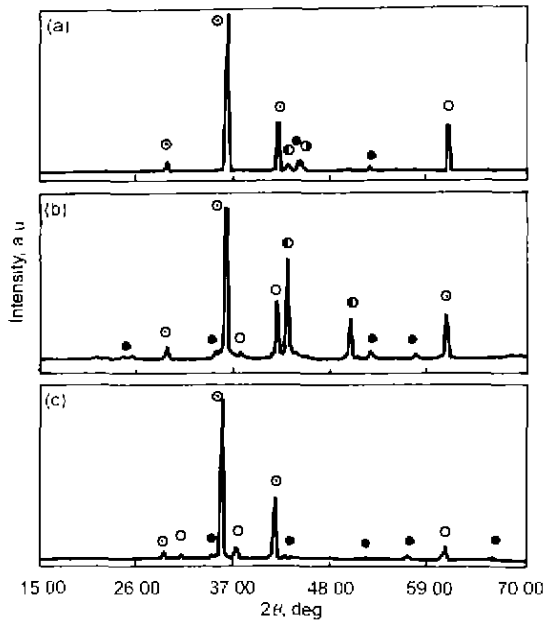 (a)
(b)
(c)
Intensity, a u
15 00 26 00 37 00 48 00 59 00 70 00
2θ, deg